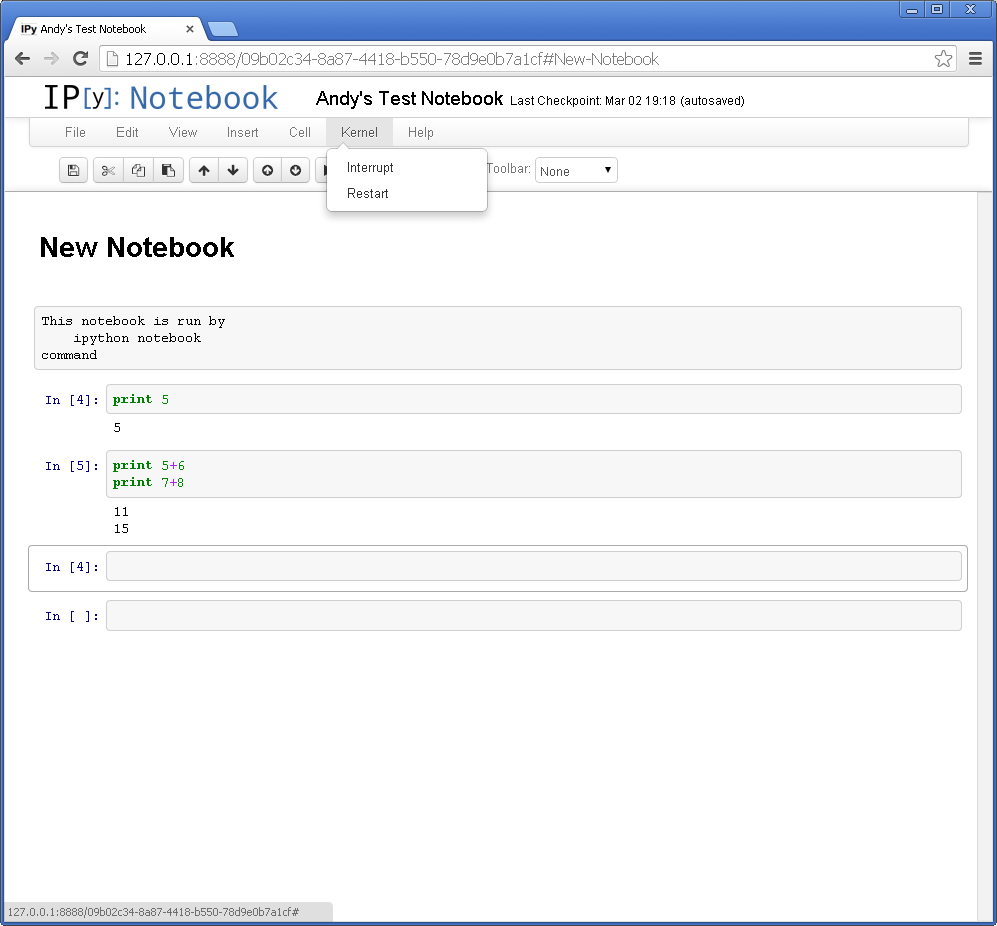 IPy Andy's Test Notebook
127.0.0.1:8888/09b02c34-8a87-4418-b550-78d9e0b7a1cf#New-Notebook
IP[y]: Notebook Andy's Test Notebook Last Checkpoint: Mar 02 19:18 (autosaved)
File Edit View Insert Cell Kernel Help
Interrupt
Restart
Toolbar: None
New Notebook
This notebook is run by
    ipython notebook
command
In [4]: print 5
5
In [5]: print 5+6
print 7+8
11
15
In [4]:
In [ ]:
127.0.0.1:8888/09b02c34-8a87-4418-b550-78d9e0b7a1cf#